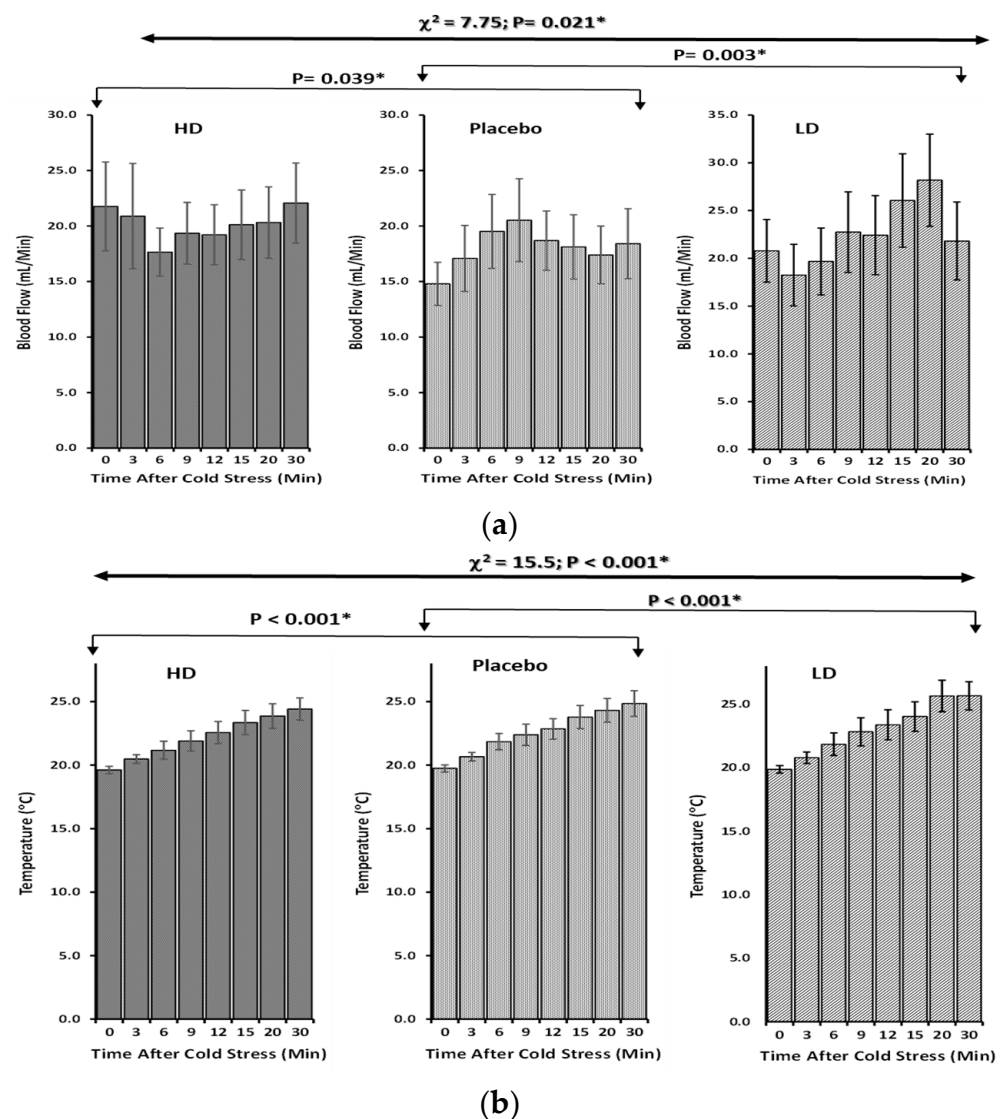 χ² = 7.75; P= 0.021*
P= 0.003*
P= 0.039*
HD
Placebo
LD
30.0
25.0
20.0
15.0
10.0
5.0
0.0
Blood Flow (mL/Min)
0 3 6 9 12 15 20 30
Time After Cold Stress (Min)
30.0
25.0
20.0
15.0
10.0
5.0
0.0
Blood Flow (mL/Min)
0 3 6 9 12 15 20 30
Time After Cold Stress (Min)
35.0
30.0
25.0
20.0
15.0
10.0
5.0
0.0
Blood Flow (mL/Min)
0 3 6 9 12 15 20 30
Time After Cold Stress (Min)
(a)
χ² = 15.5; P < 0.001*
P < 0.001*
P < 0.001*
HD
Placebo
LD
25.0
20.0
15.0
10.0
5.0
0.0
Temperature (°C)
0 3 6 9 12 15 20 30
Time After Cold Stress (Min)
25.0
20.0
15.0
10.0
5.0
0.0
Temperature (°C)
0 3 6 9 12 15 20 30
Time After Cold Stress (Min)
25.0
20.0
15.0
10.0
5.0
0.0
Temperature (°C)
0 3 6 9 12 15 20 30
Time After Cold Stress (Min)
(b)